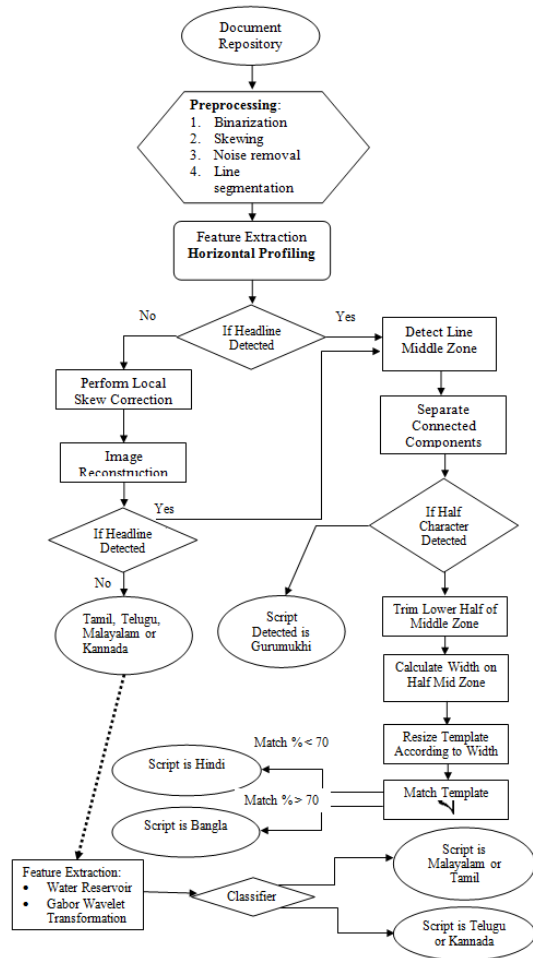 Document
Repository
Preprocessing:
1. Binarization
2. Skewing
3. Noise removal
4. Line
segmentation
Feature Extraction
Horizontal Profiling
If Headline
Detected
No
Yes
Detect Line
Middle Zone
Perform Local
Skew Correction
Separate
Connected
Components
Image
Reconstruction
If Half
Character
Detected
If Headline
Detected
Yes
No
Tamil, Telugu,
Malayalam or
Kannada
Script
Detected is
Gurumukhi
Trim Lower Half of
Middle Zone
Calculate Width on
Half Mid Zone
Resize Template
According to Width
Match % < 70
Script is Hindi
Match Template
Match % > 70
Script is Bangla
Feature Extraction:
• Water Reservoir
• Gabor Wavelet
Transformation
Classifier
Script is
Malayalam or
Tamil
Script is Telugu
or Kannada